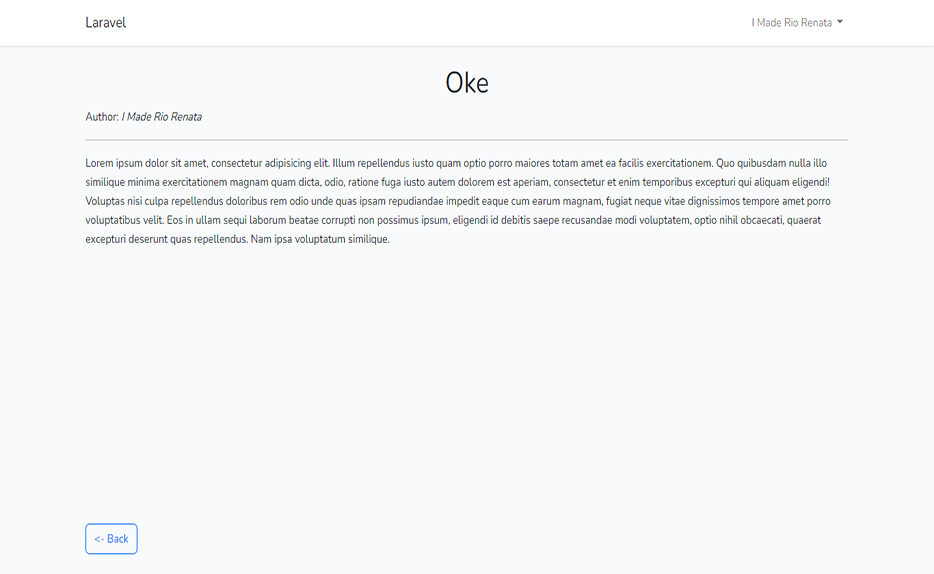 Laravel
I Made Rio Renata
Oke
Author: I Made Rio Renata
Lorem ipsum dolor sit amet, consectetur adipisicing elit. Illum repellendus iusto quam optio porro maiores totam amet ea facilis exercitationem. Quo quibusdam nulla illo
similique minima exercitationem magnam quam dicta, odio, ratione fuga iusto autem dolorem est aperiam, consectetur et enim temporibus excepturi qui aliquam eligendi!
Voluptas nisi culpa repellendus doloribus rem odio unde quas ipsam repudiandae impedit eaque cum earum magnam, fugiat neque vitae dignissimos tempore amet porro
voluptatibus velit. Eos in ullam sequi laborum beatae corrupti non possimus ipsum, eligendi id debitis saepe recusandae modi voluptatem, optio nihil obcaecati, quaerat
excepturi deserunt quas repellendus. Nam ipsa voluptatum similique.
<- Back